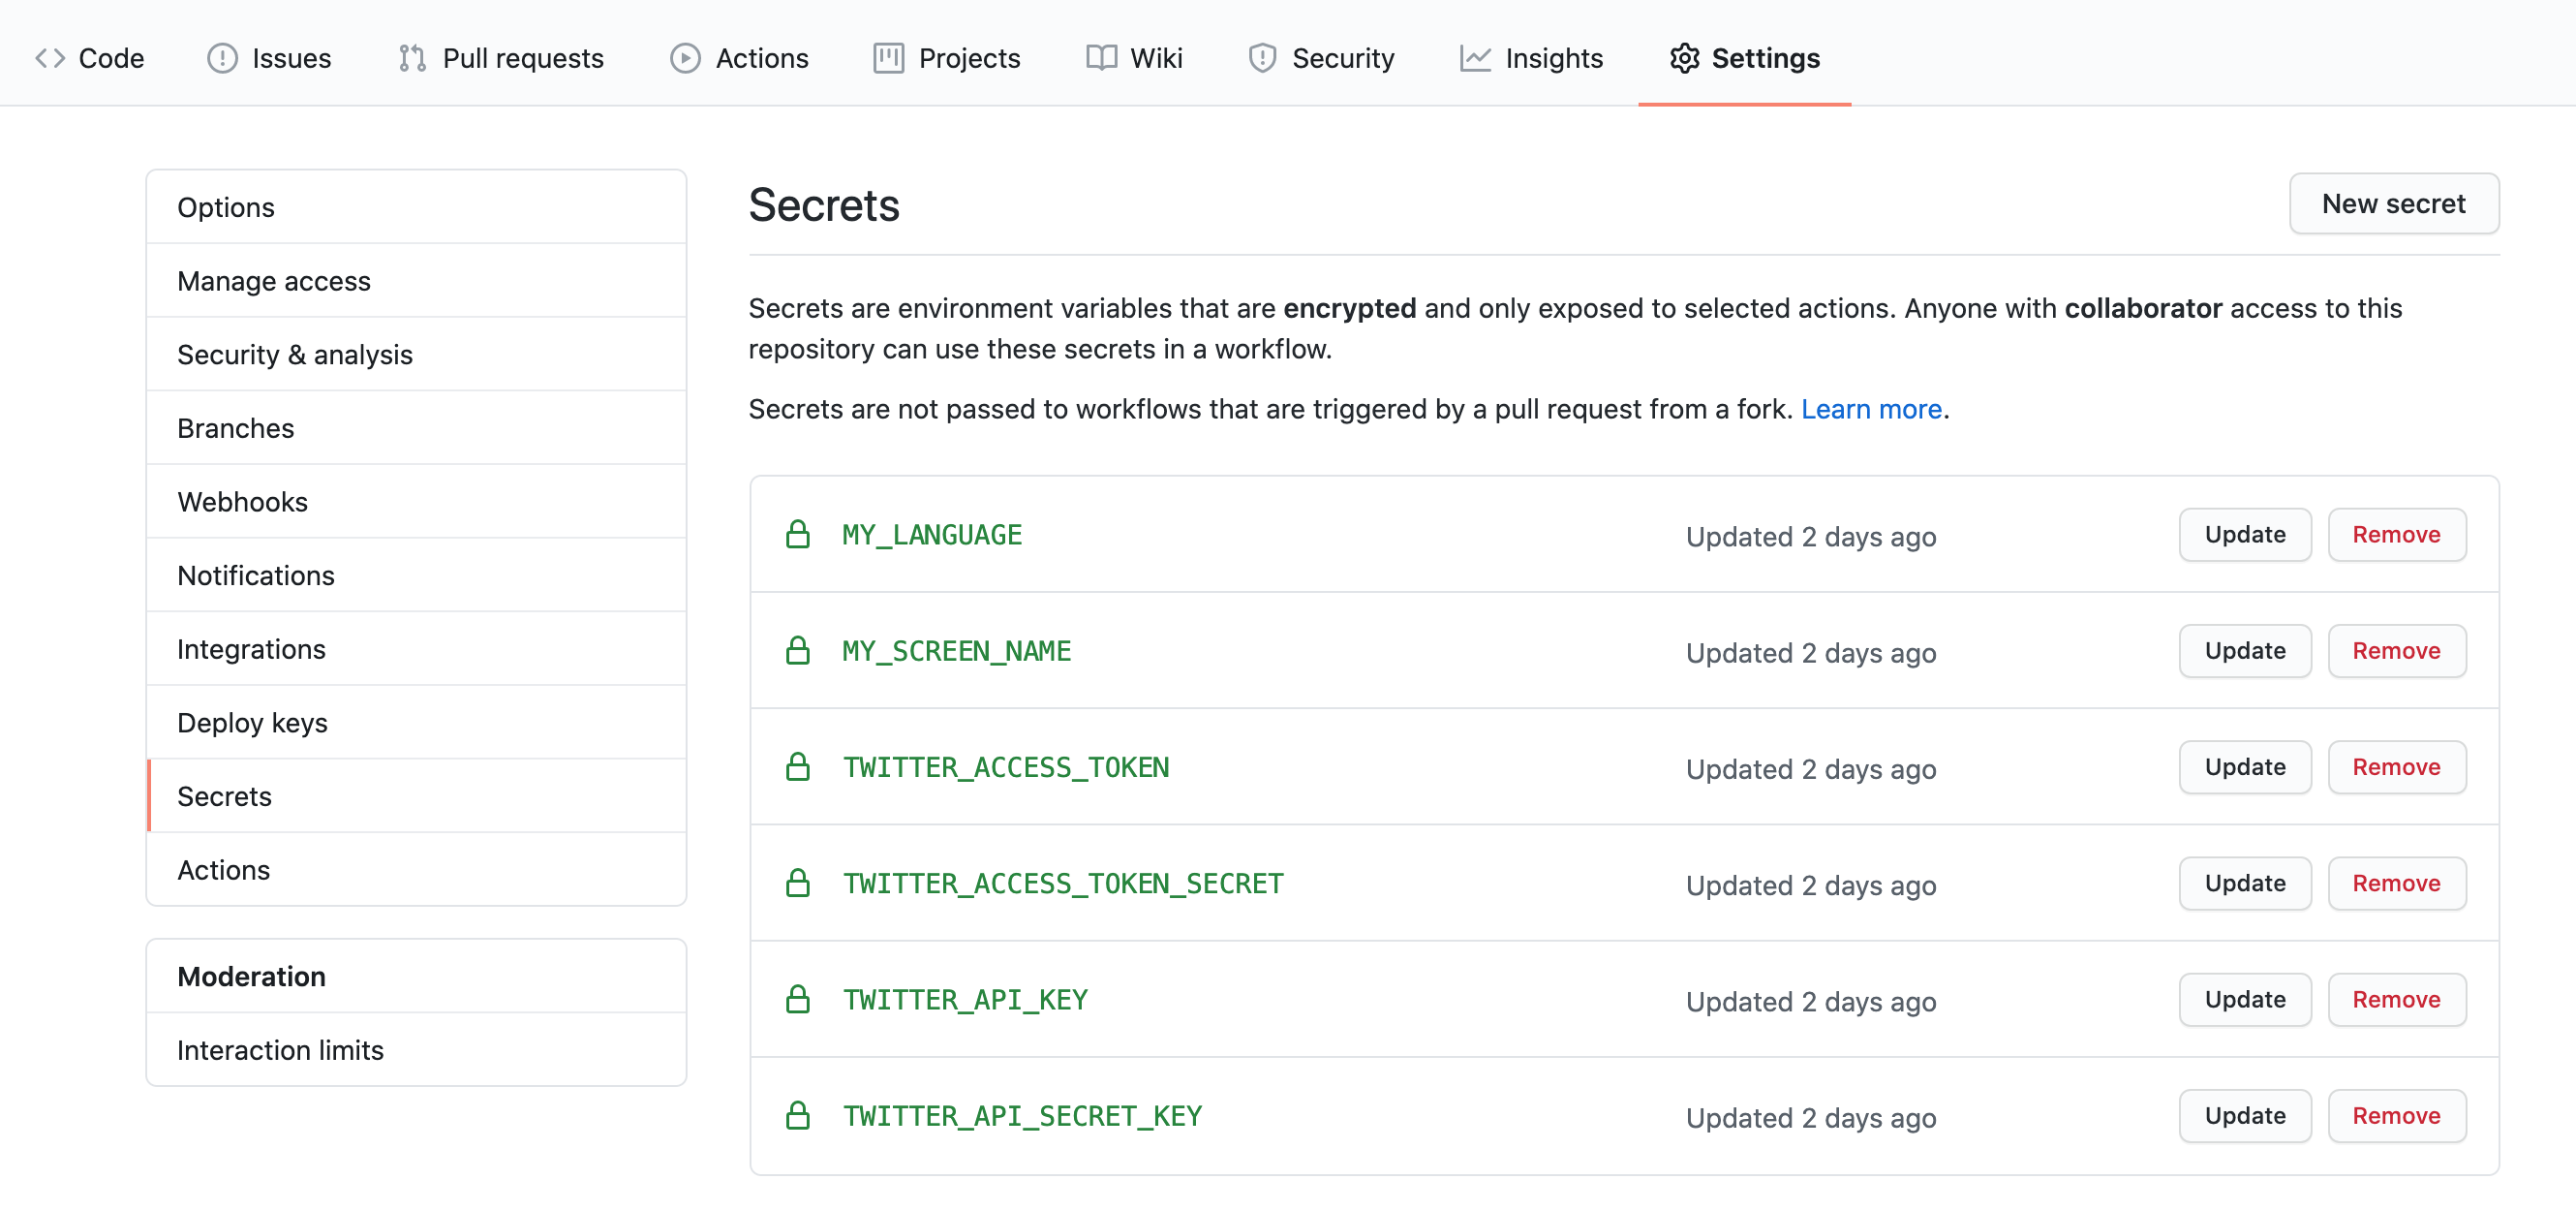 Code Issues Pull requests Actions Projects Wiki Security Insights Settings
Options
Manage access
Security & analysis
Branches
Webhooks
Notifications
Integrations
Deploy keys
Secrets
Actions
Moderation
Interaction limits
Secrets New secret
Secrets are environment variables that are encrypted and only exposed to selected actions. Anyone with collaborator access to this
repository can use these secrets in a workflow.
Secrets are not passed to workflows that are triggered by a pull request from a fork. Learn more.
MY_LANGUAGE Updated 2 days ago Update Remove
MY_SCREEN_NAME Updated 2 days ago Update Remove
TWITTER_ACCESS_TOKEN Updated 2 days ago Update Remove
TWITTER_ACCESS_TOKEN_SECRET Updated 2 days ago Update Remove
TWITTER_API_KEY Updated 2 days ago Update Remove
TWITTER_API_SECRET_KEY Updated 2 days ago Update Remove